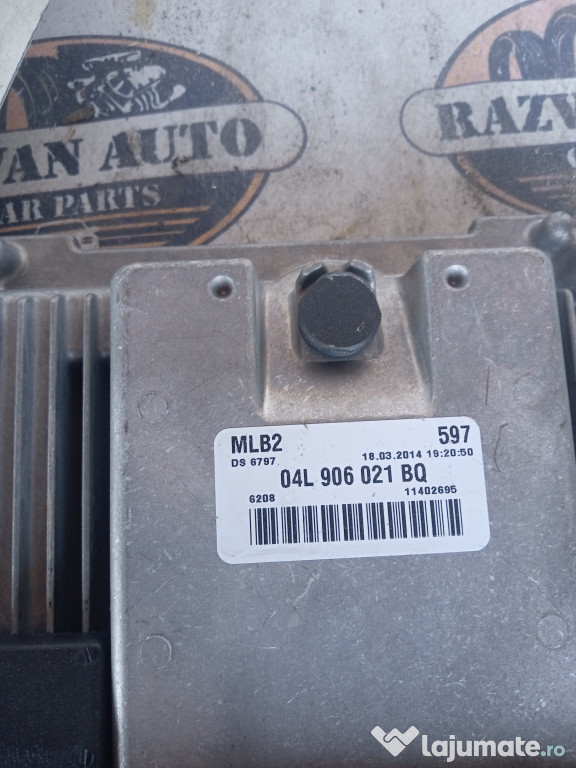 VAN AUTO
AR PARTS
RAZV
MLB2 597
DS 6797 18.03.2014 19:20:50
04L 906 021 BQ
6208 11402695
lajumate.ro